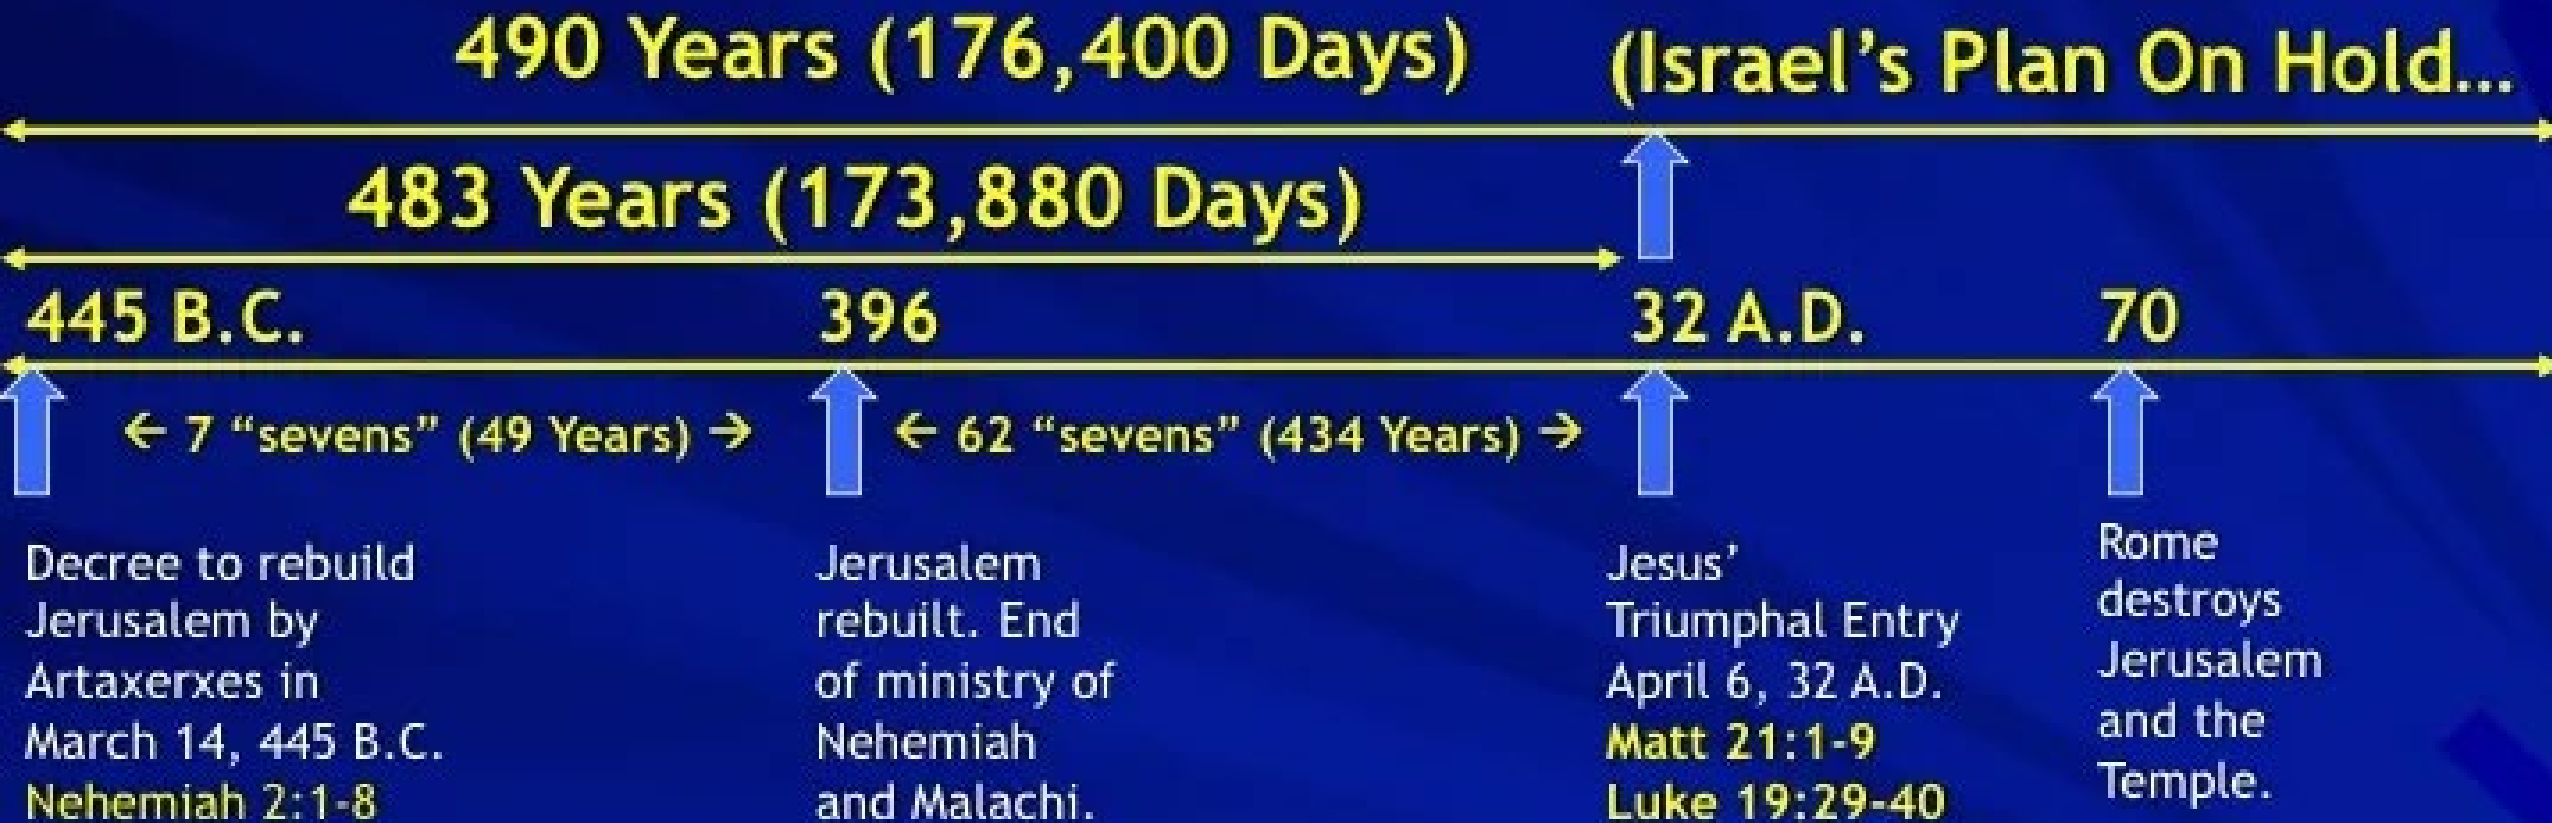 490 Years (176,400 Days)
(Israel’s Plan On Hold...
483 Years (173,880 Days)
445 B.C.
396
32 A.D.
70
← 7 “sevens” (49 Years) →
← 62 “sevens” (434 Years) →
Decree to rebuild
Jerusalem by
Artaxerxes in
March 14, 445 B.C.
Nehemiah 2:1-8
Jerusalem
rebuilt. End
of ministry of
Nehemiah
and Malachi.
Jesus’
Triumphal Entry
April 6, 32 A.D.
Matt 21:1-9
Luke 19:29-40
Rome
destroys
Jerusalem
and the
Temple.